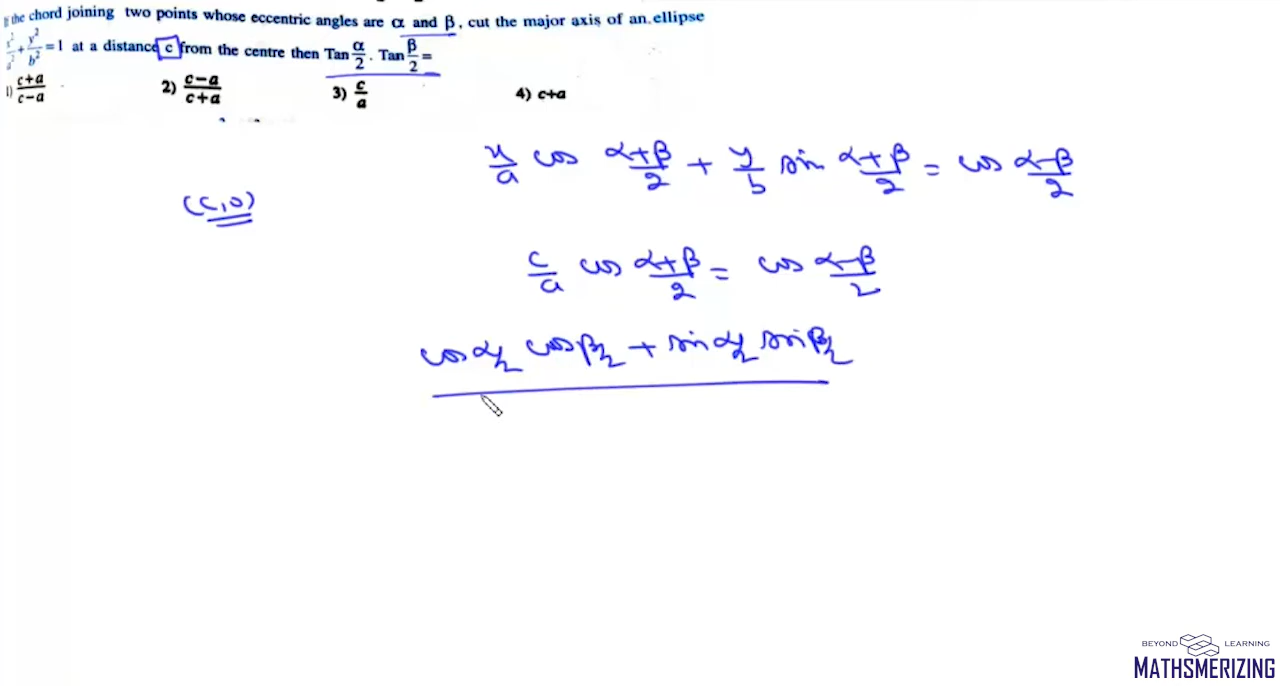 the chord joining two points whose eccentric angles are α and β, cut the major axis of an ellipse
x²/a² + y²/b² = 1 at a distance c from the centre then Tan α/2 . Tan β/2 =
1) c+a/c−a 2) c−a/c+a 3) c/a 4) c+a
x/a cos α+β/2 + y/b sin α+β/2 = cos α−β/2
(c,0)
c/a cos α+β/2 = cos α−β/2
cos α/2 cos β/2 + sin α/2 sin β/2
BEYOND LEARNING
MATHSMERIZING